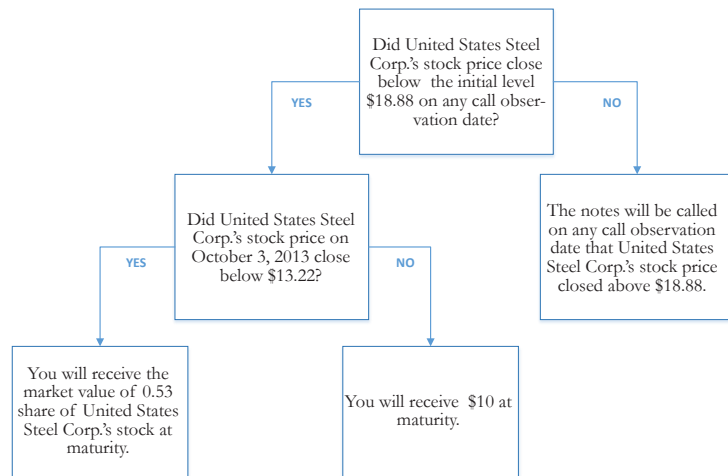 Did United States Steel
Corp.'s stock price close
below the initial level
$18.88 on any call obser-
vation date?
YES
NO
Did United States Steel
Corp.'s stock price on
October 3, 2013 close
below $13.22?
The notes will be called
on any call observation
date that United States
Steel Corp.'s stock price
closed above $18.88.
YES
NO
You will receive the
market value of 0.53
share of United States
Steel Corp.'s stock at
maturity.
You will receive $10 at
maturity.